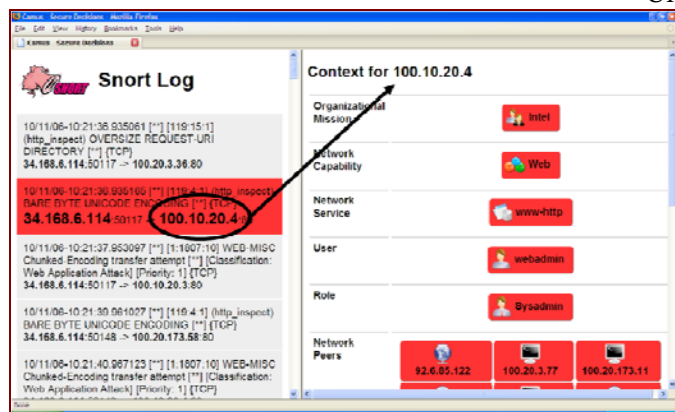 Camus - Secure Decisions - Mozilla Firefox
File Edit View History Bookmarks Tools Help
Camus - Secure Decisions
SNORT
Snort Log
10/11/06-10:21:36.935061 [**] [119:15:1]
(http_inspect) OVERSIZE REQUEST-URI
DIRECTORY [**] {TCP}
34.168.6.114:50117 -> 100.20.3.36:80
10/11/06-10:21:36.935165 [**] [119:4:1] (http_inspect)
BARE BYTE UNICODE ENCODING [**] {TCP}
34.168.6.114:50117 -> 100.10.20.4:8
10/11/06-10:21:37.953097 [**] [1:1807:10] WEB-MISC
Chunked-Encoding transfer attempt [**] [Classification:
Web Application Attack] [Priority: 1] {TCP}
34.168.6.114:50117 -> 100.10.20.3:80
10/11/06-10:21:39.961027 [**] [119:4:1] (http_inspect)
BARE BYTE UNICODE ENCODING [**] {TCP}
34.168.6.114:50148 -> 100.20.173.58:80
10/11/06-10:21:40.967123 [**] [1:1807:10] WEB-MISC
Chunked-Encoding transfer attempt [**] [Classification:
Web Application Attack] [Priority: 1] {TCP}
Context for 100.10.20.4
Organizational
Mission
Intel
Network
Capability
Web
Network
Service
www-http
User
webadmin
Role
Sysadmin
Network
Peers
92.6.85.122
100.20.3.77
100.20.173.11
Done